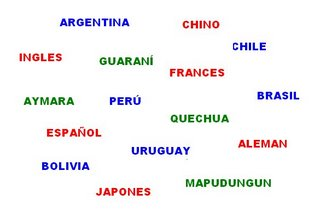 ARGENTINA
CHINO
CHILE
INGLES
GUARANÍ
FRANCES
AYMARA
PERÚ
BRASIL
QUECHUA
ESPAÑOL
ALEMAN
URUGUAY
BOLIVIA
JAPONES
MAPUDUNGUN